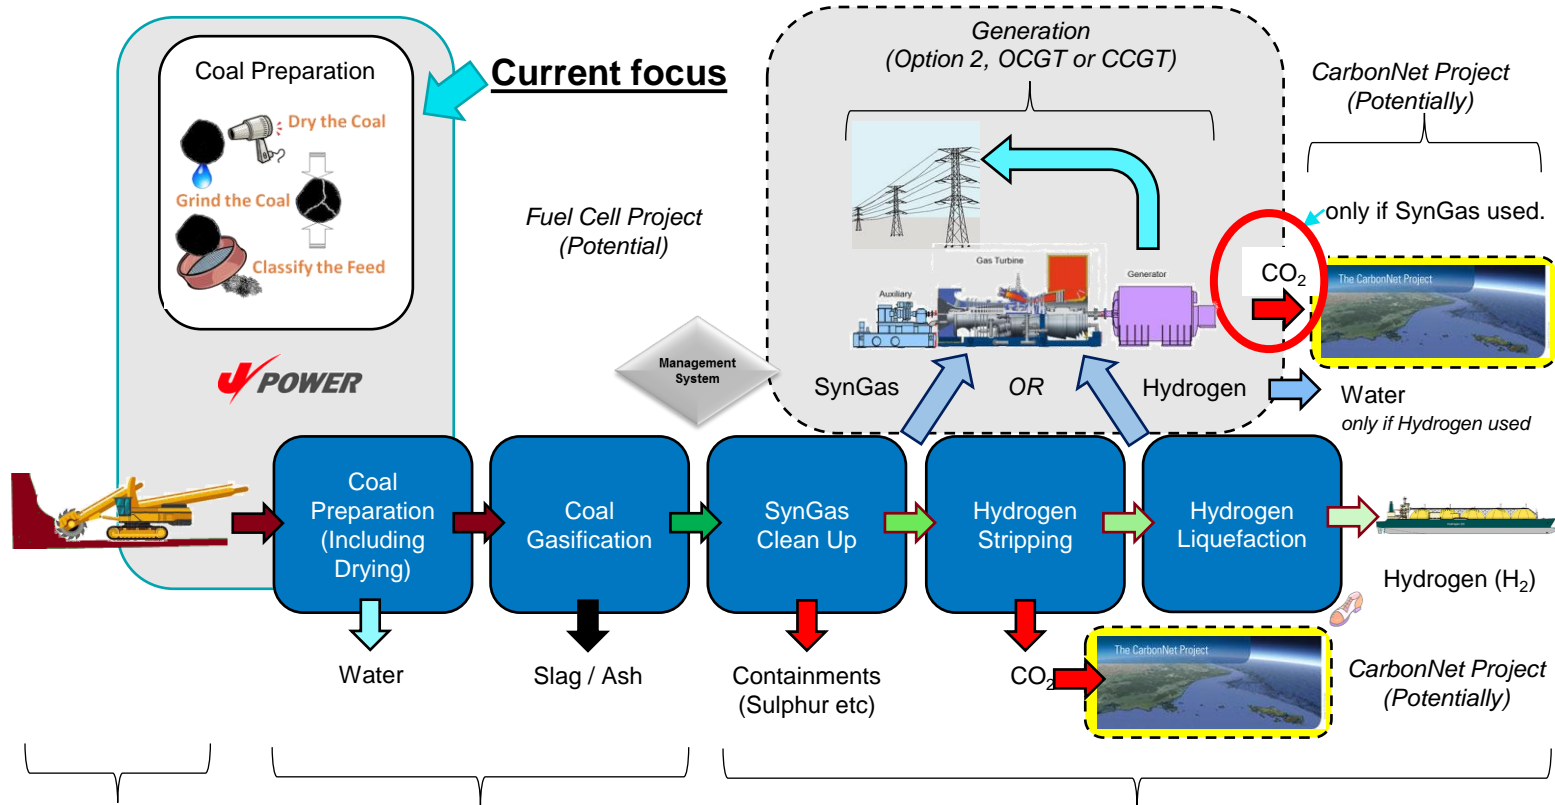 Coal Preparation
Dry the Coal
Grind the Coal
Classify the Feed
Current focus
J POWER
Fuel Cell Project
(Potential)
Generation
(Option 2, OCGT or CCGT)
Gas Turbine
Auxiliary
Generator
SynGas
OR
Hydrogen
Management
System
CarbonNet Project
(Potentially)
only if SynGas used.
CO₂
The CarbonNet Project
Water
only if Hydrogen used
Coal
Preparation
(Including
Drying)
Coal
Gasification
SynGas
Clean Up
Hydrogen
Stripping
Hydrogen
Liquefaction
Hydrogen (H₂)
Water
Slag / Ash
Containments
(Sulphur etc)
CO₂
The CarbonNet Project
CarbonNet Project
(Potentially)